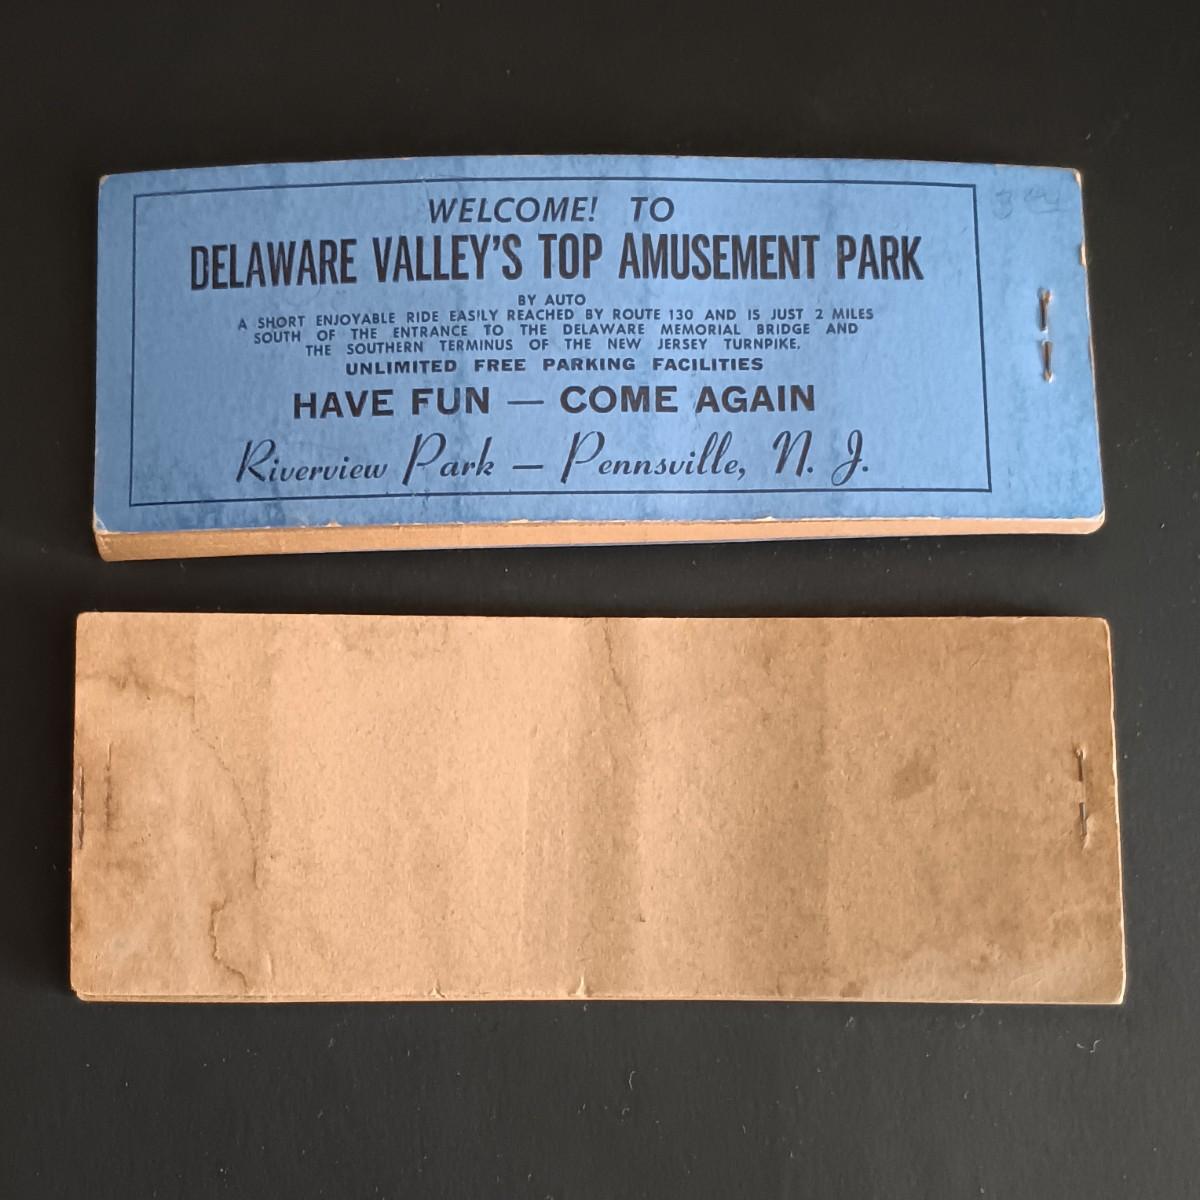 WELCOME! TO
DELAWARE VALLEY'S TOP AMUSEMENT PARK
BY AUTO
A SHORT ENJOYABLE RIDE EASILY REACHED BY ROUTE 130 AND IS JUST 2 MILES
SOUTH OF THE ENTRANCE TO THE DELAWARE MEMORIAL BRIDGE AND
THE SOUTHERN TERMINUS OF THE NEW JERSEY TURNPIKE.
UNLIMITED FREE PARKING FACILITIES
HAVE FUN — COME AGAIN
Riverview Park — Pennsville, N. J.